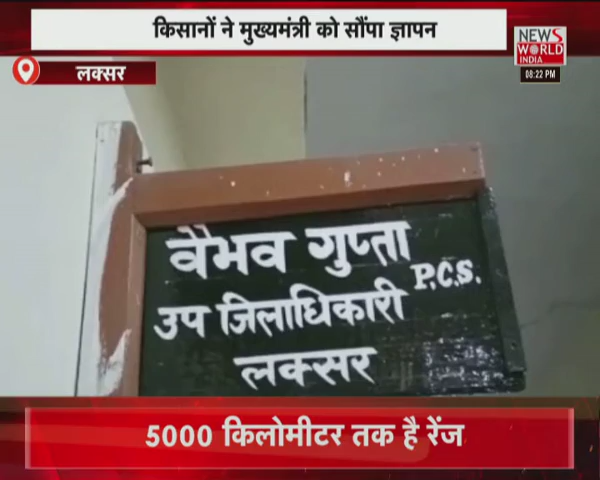 किसानों ने मुख्यमंत्री को सौंपा ज्ञापन
NEWS
WORLD
INDIA
08:22 PM
लक्सर
वैभव गुप्ता
P.C.S.
उप जिलाधिकारी
लक्सर
5000 किलोमीटर तक है रेंज